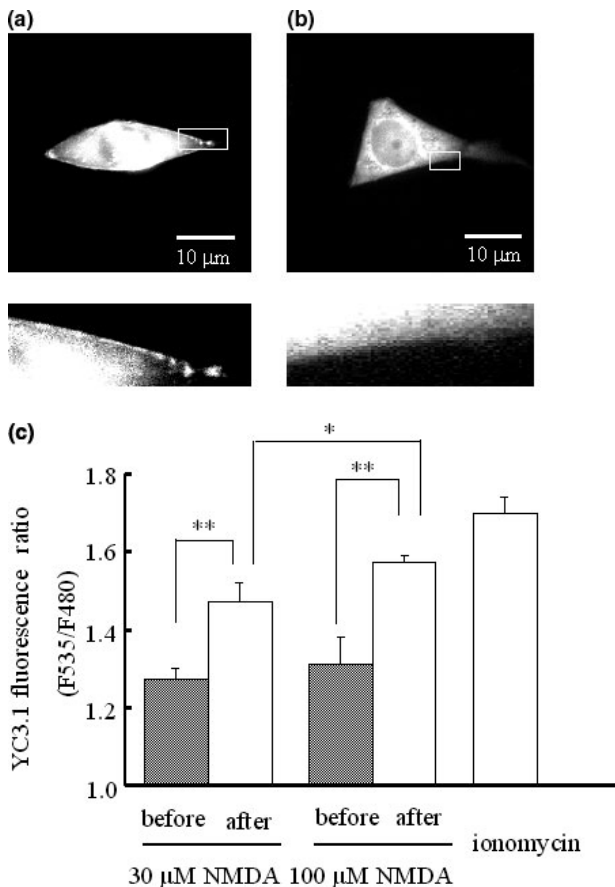 (a)
(b)
10 μm
10 μm
(c)
*
**
**
1.8
1.6
1.4
1.2
1.0
YC3.1 fluorescence ratio
(F535/F480)
before after before after
ionomycin
30 μM NMDA 100 μM NMDA